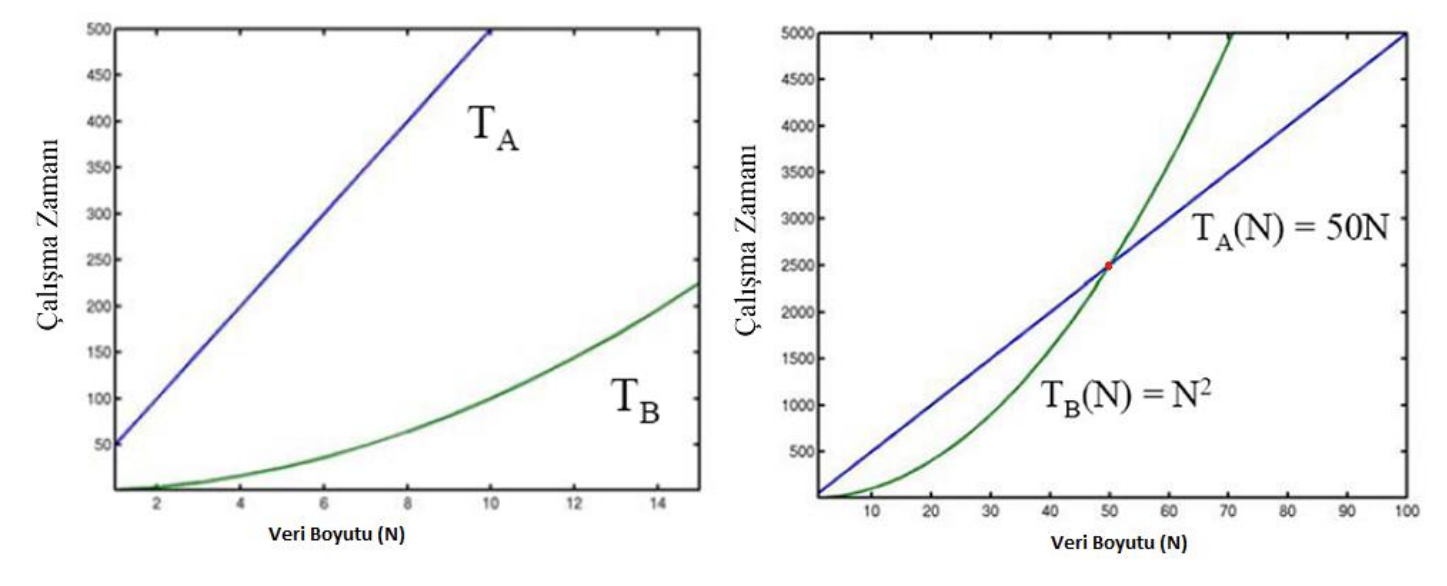 500
450
400
350
300
250
200
150
100
50
2 4 6 8 10 12 14
Çalışma Zamanı
Veri Boyutu (N)
T_A
T_B
5000
4500
4000
3500
3000
2500
2000
1500
1000
500
10 20 30 40 50 60 70 80 90 100
Çalışma Zamanı
Veri Boyutu (N)
T_A(N) = 50N
T_B(N) = N²